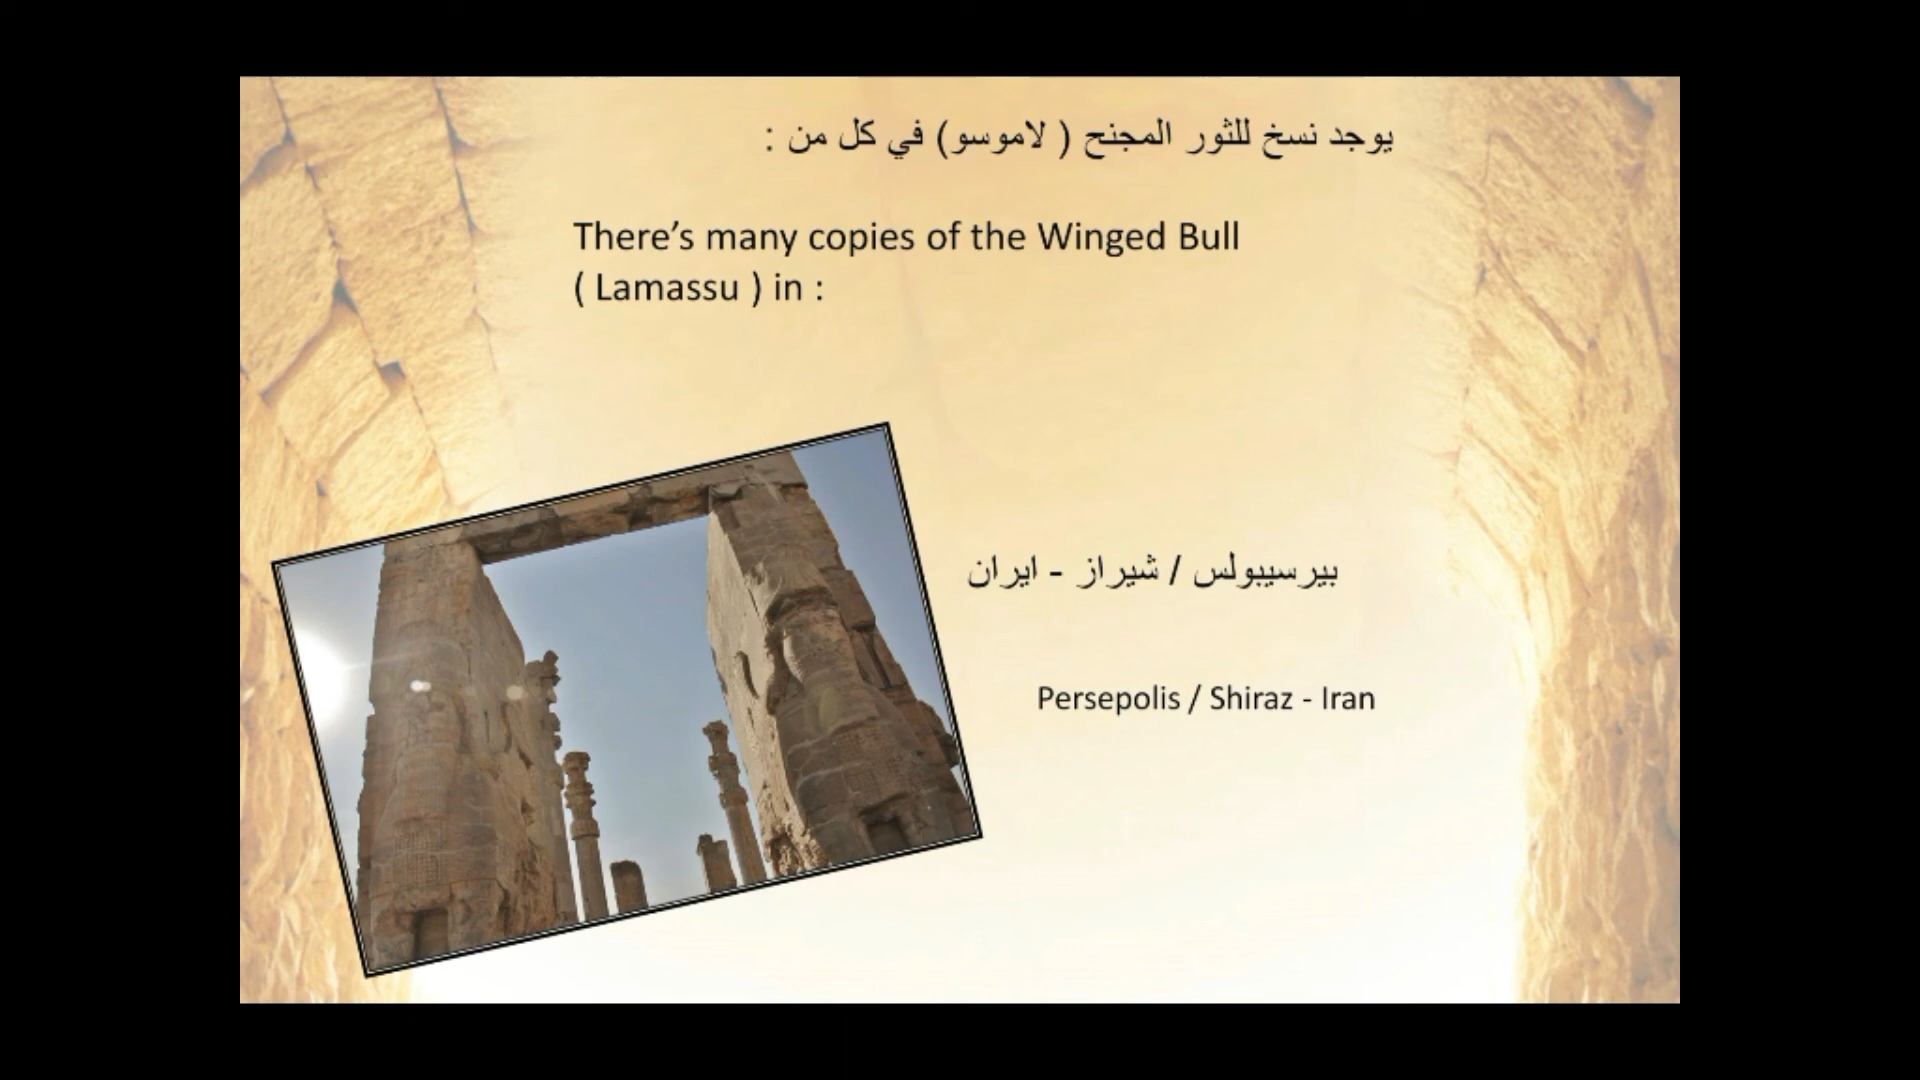 يوجد نسخ للثور المجنح ( لاموسو) في كل من :
There’s many copies of the Winged Bull
( Lamassu ) in :
بيرسيبولس / شيراز - ايران
Persepolis / Shiraz - Iran